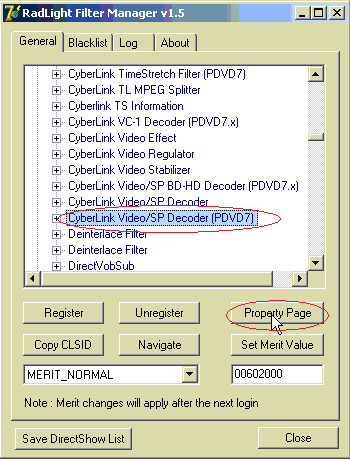 RadLight Filter Manager v1.5
General Blacklist Log About
CyberLink TimeStretch Filter (PDVD7)
CyberLink TL MPEG Splitter
Cyberlink TS Information
CyberLink VC-1 Decoder (PDVD7.x)
CyberLink Video Effect
CyberLink Video Regulator
CyberLink Video Stabilizer
CyberLink Video/SP BD-HD Decoder (PDVD7.x)
CyberLink Video/SP Decoder
CyberLink Video/SP Decoder (PDVD7)
Deinterlace Filter
Deinterlace Filter
DirectVobSub
Register Unregister Property Page
Copy CLSID Navigate Set Merit Value
MERIT_NORMAL 00602000
Note : Merit changes will apply after the next login
Save DirectShow List Close